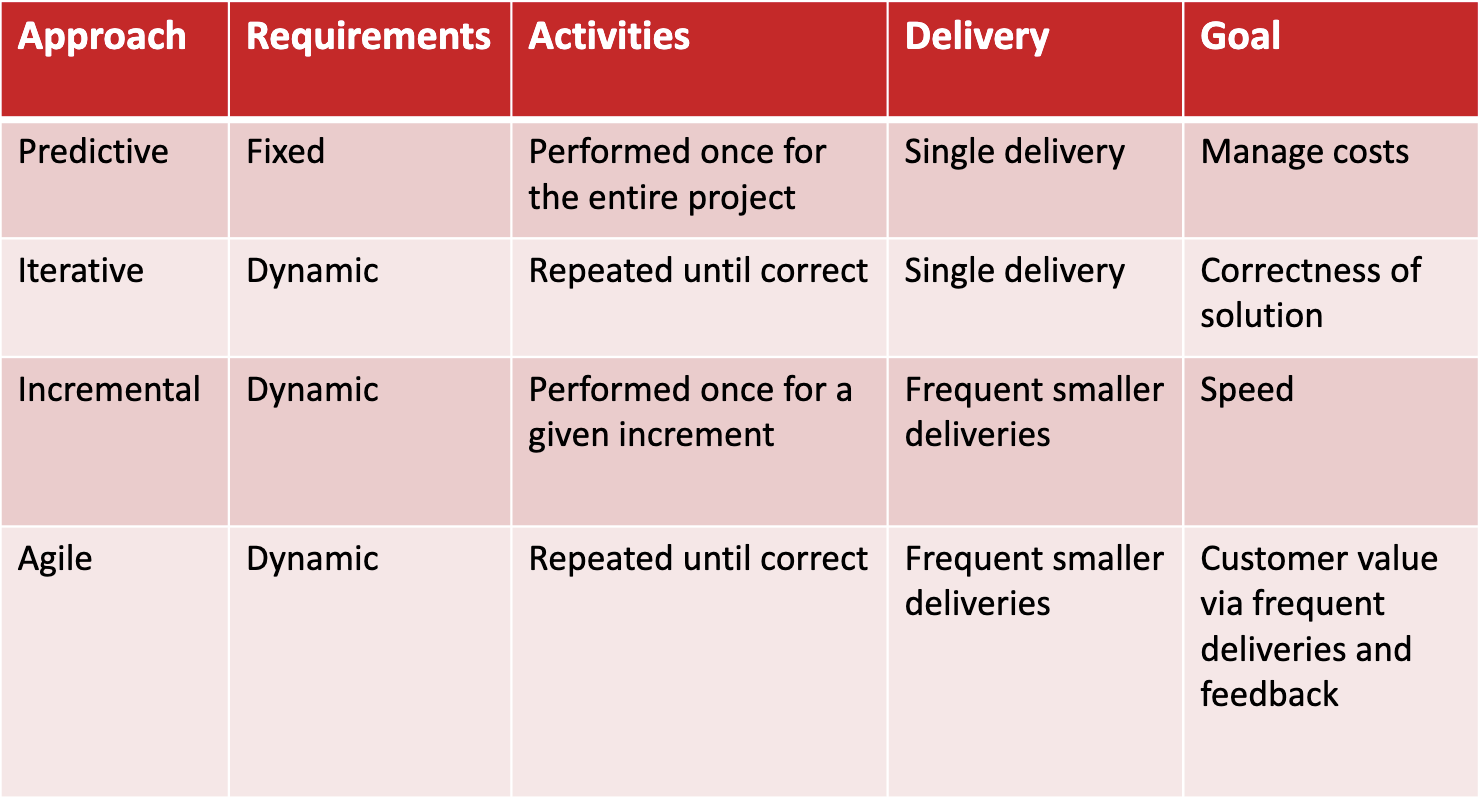 Approach Requirements Activities Delivery Goal
Predictive Fixed Performed once for the entire project Single delivery Manage costs
Iterative Dynamic Repeated until correct Single delivery Correctness of solution
Incremental Dynamic Performed once for a given increment Frequent smaller deliveries Speed
Agile Dynamic Repeated until correct Frequent smaller deliveries Customer value via frequent deliveries and feedback